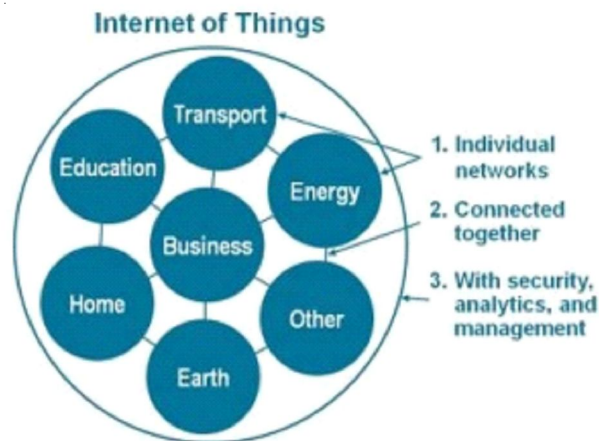 Internet of Things
Transport
Education
Energy
Business
Home
Other
Earth
1. Individual
networks
2. Connected
together
3. With security,
analytics, and
management